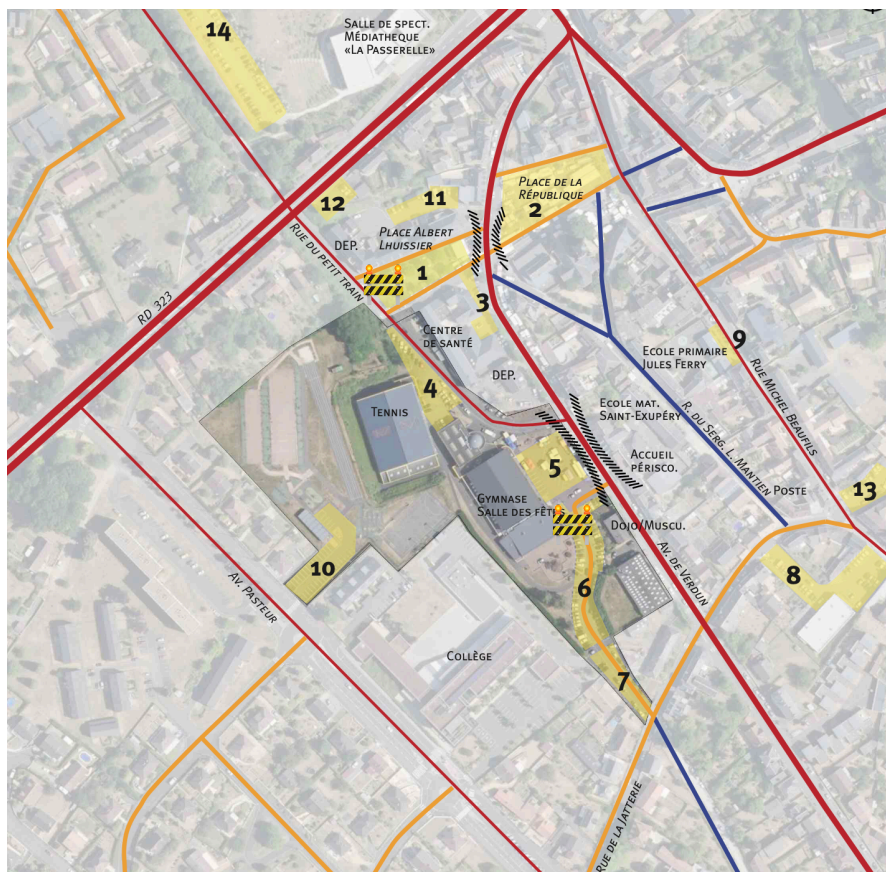 14
SALLE DE SPECT.
MÉDIATHEQUE
«LA PASSERELLE»
12
11
PLACE DE LA
RÉPUBLIQUE
2
DEP.
PLACE ALBERT
LHUISSIER
1
RUE DU PETIT TRAIN
RD 323
3
CENTRE
DE SANTÉ
9
ECOLE PRIMAIRE
JULES FERRY
RUE MICHEL BEAUFILS
4
DEP.
TENNIS
ECOLE MAT.
SAINT-EXUPÉRY
R. DU SERG. L. MANTIEN
ACCUEIL
PÉRISCO.
5
POSTE
13
GYMNASE
SALLE DES FÊT
DOJO/MUSCU.
10
AV. PASTEUR
6
AV. DE VERDUN
8
COLLÈGE
7
RUE DE LA JATTERIE